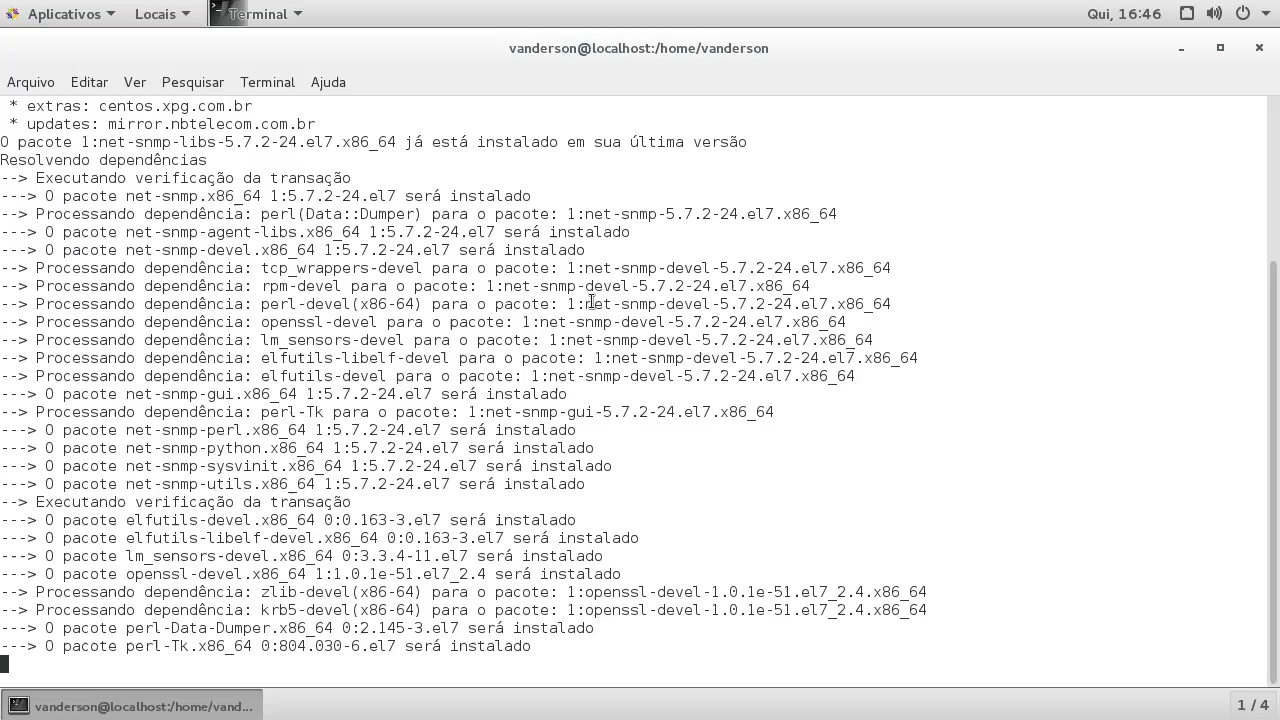 Aplicativos Locais Terminal Qui, 16:46
vanderson@localhost:/home/vanderson
Arquivo Editar Ver Pesquisar Terminal Ajuda
* extras: centos.xpg.com.br
* updates: mirror.nbtelecom.com.br
O pacote 1:net-snmp-libs-5.7.2-24.el7.x86_64 já está instalado em sua última versão
Resolvendo dependências
--> Executando verificação da transação
---> O pacote net-snmp.x86_64 1:5.7.2-24.el7 será instalado
--> Processando dependência: perl(Data::Dumper) para o pacote: 1:net-snmp-5.7.2-24.el7.x86_64
---> O pacote net-snmp-agent-libs.x86_64 1:5.7.2-24.el7 será instalado
---> O pacote net-snmp-devel.x86_64 1:5.7.2-24.el7 será instalado
--> Processando dependência: tcp_wrappers-devel para o pacote: 1:net-snmp-devel-5.7.2-24.el7.x86_64
--> Processando dependência: rpm-devel para o pacote: 1:net-snmp-devel-5.7.2-24.el7.x86_64
--> Processando dependência: perl-devel(x86-64) para o pacote: 1:net-snmp-devel-5.7.2-24.el7.x86_64
--> Processando dependência: openssl-devel para o pacote: 1:net-snmp-devel-5.7.2-24.el7.x86_64
--> Processando dependência: lm_sensors-devel para o pacote: 1:net-snmp-devel-5.7.2-24.el7.x86_64
--> Processando dependência: elfutils-libelf-devel para o pacote: 1:net-snmp-devel-5.7.2-24.el7.x86_64
--> Processando dependência: elfutils-devel para o pacote: 1:net-snmp-devel-5.7.2-24.el7.x86_64
---> O pacote net-snmp-gui.x86_64 1:5.7.2-24.el7 será instalado
--> Processando dependência: perl-Tk para o pacote: 1:net-snmp-gui-5.7.2-24.el7.x86_64
---> O pacote net-snmp-perl.x86_64 1:5.7.2-24.el7 será instalado
---> O pacote net-snmp-python.x86_64 1:5.7.2-24.el7 será instalado
---> O pacote net-snmp-sysvinit.x86_64 1:5.7.2-24.el7 será instalado
---> O pacote net-snmp-utils.x86_64 1:5.7.2-24.el7 será instalado
--> Executando verificação da transação
---> O pacote elfutils-devel.x86_64 0:0.163-3.el7 será instalado
---> O pacote elfutils-libelf-devel.x86_64 0:0.163-3.el7 será instalado
---> O pacote lm_sensors-devel.x86_64 0:3.3.4-11.el7 será instalado
---> O pacote openssl-devel.x86_64 1:1.0.1e-51.el7_2.4 será instalado
--> Processando dependência: zlib-devel(x86-64) para o pacote: 1:openssl-devel-1.0.1e-51.el7_2.4.x86_64
--> Processando dependência: krb5-devel(x86-64) para o pacote: 1:openssl-devel-1.0.1e-51.el7_2.4.x86_64
---> O pacote perl-Data-Dumper.x86_64 0:2.145-3.el7 será instalado
---> O pacote perl-Tk.x86_64 0:804.030-6.el7 será instalado
vanderson@localhost:/home/vand... 1 / 4